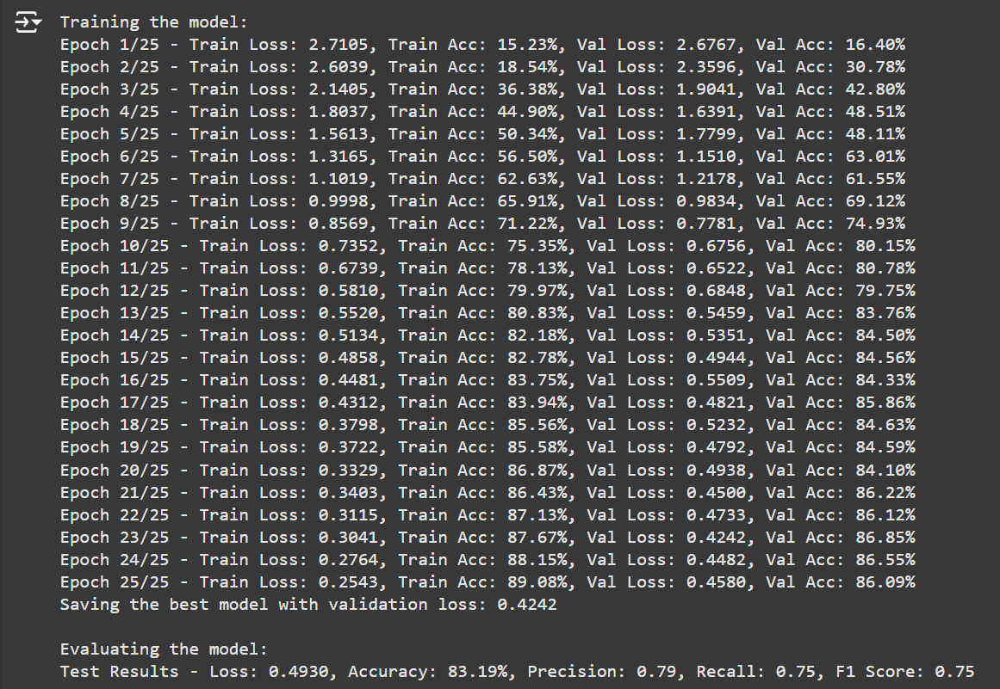 Training the model:
Epoch 1/25 - Train Loss: 2.7105, Train Acc: 15.23%, Val Loss: 2.6767, Val Acc: 16.40%
Epoch 2/25 - Train Loss: 2.6039, Train Acc: 18.54%, Val Loss: 2.3596, Val Acc: 30.78%
Epoch 3/25 - Train Loss: 2.1405, Train Acc: 36.38%, Val Loss: 1.9041, Val Acc: 42.80%
Epoch 4/25 - Train Loss: 1.8037, Train Acc: 44.90%, Val Loss: 1.6391, Val Acc: 48.51%
Epoch 5/25 - Train Loss: 1.5613, Train Acc: 50.34%, Val Loss: 1.7799, Val Acc: 48.11%
Epoch 6/25 - Train Loss: 1.3165, Train Acc: 56.50%, Val Loss: 1.1510, Val Acc: 63.01%
Epoch 7/25 - Train Loss: 1.1019, Train Acc: 62.63%, Val Loss: 1.2178, Val Acc: 61.55%
Epoch 8/25 - Train Loss: 0.9998, Train Acc: 65.91%, Val Loss: 0.9834, Val Acc: 69.12%
Epoch 9/25 - Train Loss: 0.8569, Train Acc: 71.22%, Val Loss: 0.7781, Val Acc: 74.93%
Epoch 10/25 - Train Loss: 0.7352, Train Acc: 75.35%, Val Loss: 0.6756, Val Acc: 80.15%
Epoch 11/25 - Train Loss: 0.6739, Train Acc: 78.13%, Val Loss: 0.6522, Val Acc: 80.78%
Epoch 12/25 - Train Loss: 0.5810, Train Acc: 79.97%, Val Loss: 0.6848, Val Acc: 79.75%
Epoch 13/25 - Train Loss: 0.5520, Train Acc: 80.83%, Val Loss: 0.5459, Val Acc: 83.76%
Epoch 14/25 - Train Loss: 0.5134, Train Acc: 82.18%, Val Loss: 0.5351, Val Acc: 84.50%
Epoch 15/25 - Train Loss: 0.4858, Train Acc: 82.78%, Val Loss: 0.4944, Val Acc: 84.56%
Epoch 16/25 - Train Loss: 0.4481, Train Acc: 83.75%, Val Loss: 0.5509, Val Acc: 84.33%
Epoch 17/25 - Train Loss: 0.4312, Train Acc: 83.94%, Val Loss: 0.4821, Val Acc: 85.86%
Epoch 18/25 - Train Loss: 0.3798, Train Acc: 85.56%, Val Loss: 0.5232, Val Acc: 84.63%
Epoch 19/25 - Train Loss: 0.3722, Train Acc: 85.58%, Val Loss: 0.4792, Val Acc: 84.59%
Epoch 20/25 - Train Loss: 0.3329, Train Acc: 86.87%, Val Loss: 0.4938, Val Acc: 84.10%
Epoch 21/25 - Train Loss: 0.3403, Train Acc: 86.43%, Val Loss: 0.4500, Val Acc: 86.22%
Epoch 22/25 - Train Loss: 0.3115, Train Acc: 87.13%, Val Loss: 0.4733, Val Acc: 86.12%
Epoch 23/25 - Train Loss: 0.3041, Train Acc: 87.67%, Val Loss: 0.4242, Val Acc: 86.85%
Epoch 24/25 - Train Loss: 0.2764, Train Acc: 88.15%, Val Loss: 0.4482, Val Acc: 86.55%
Epoch 25/25 - Train Loss: 0.2543, Train Acc: 89.08%, Val Loss: 0.4580, Val Acc: 86.09%
Saving the best model with validation loss: 0.4242
Evaluating the model:
Test Results - Loss: 0.4930, Accuracy: 83.19%, Precision: 0.79, Recall: 0.75, F1 Score: 0.75